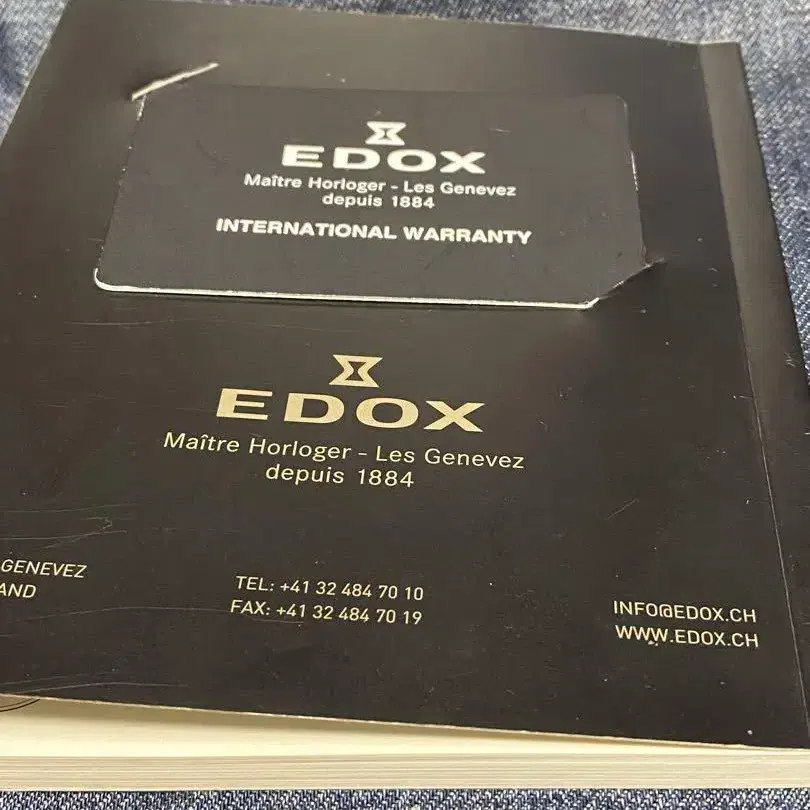 EDOX
Maître Horloger - Les Genevez
depuis 1884
INTERNATIONAL WARRANTY
EDOX
Maître Horloger - Les Genevez
depuis 1884
GENEVEZ
AND
TEL: +41 32 484 70 10
FAX: +41 32 484 70 19
INFO@EDOX.CH
WWW.EDOX.CH